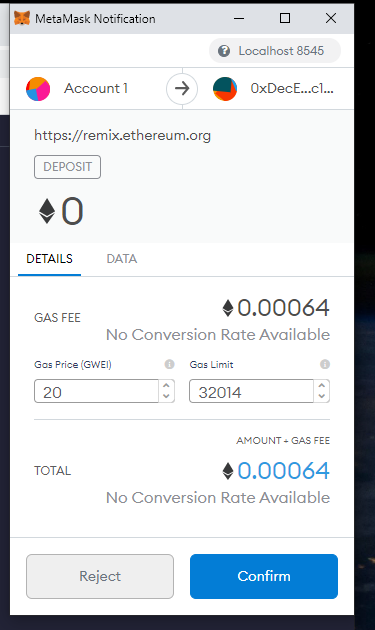 MetaMask Notification
Localhost 8545
Account 1
0xDecE...c1...
https://remix.ethereum.org
DEPOSIT
0
DETAILS
DATA
GAS FEE
0.00064
No Conversion Rate Available
Gas Price (GWEI)
Gas Limit
20
32014
AMOUNT + GAS FEE
TOTAL
0.00064
No Conversion Rate Available
Reject
Confirm